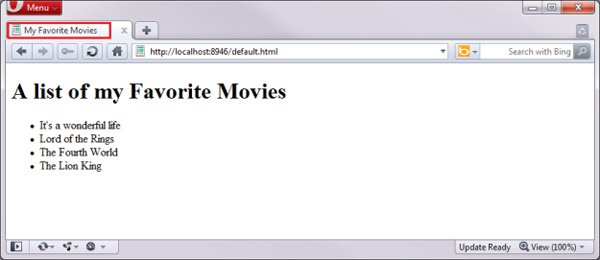 Menu
My Favorite Movies
http://localhost:8946/default.html
Search with Bing
A list of my Favorite Movies
It's a wonderful life
Lord of the Rings
The Fourth World
The Lion King
Update Ready View (100%)